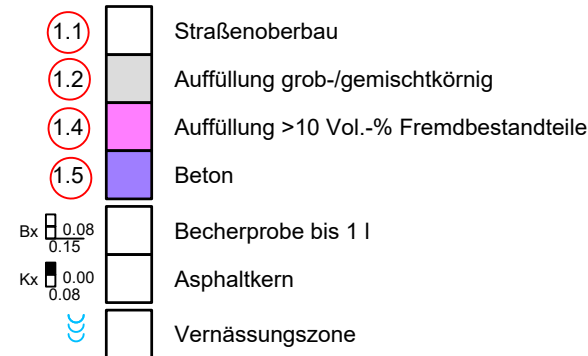 1.1 Straßenoberbau
1.2 Auffüllung grob-/gemischtkörnig
1.4 Auffüllung >10 Vol.-% Fremdbestandteile
1.5 Beton
Bx 0.08 Becherprobe bis 1 l
0.15
Kx 0.00 Asphaltkern
0.08
Vernässungszone